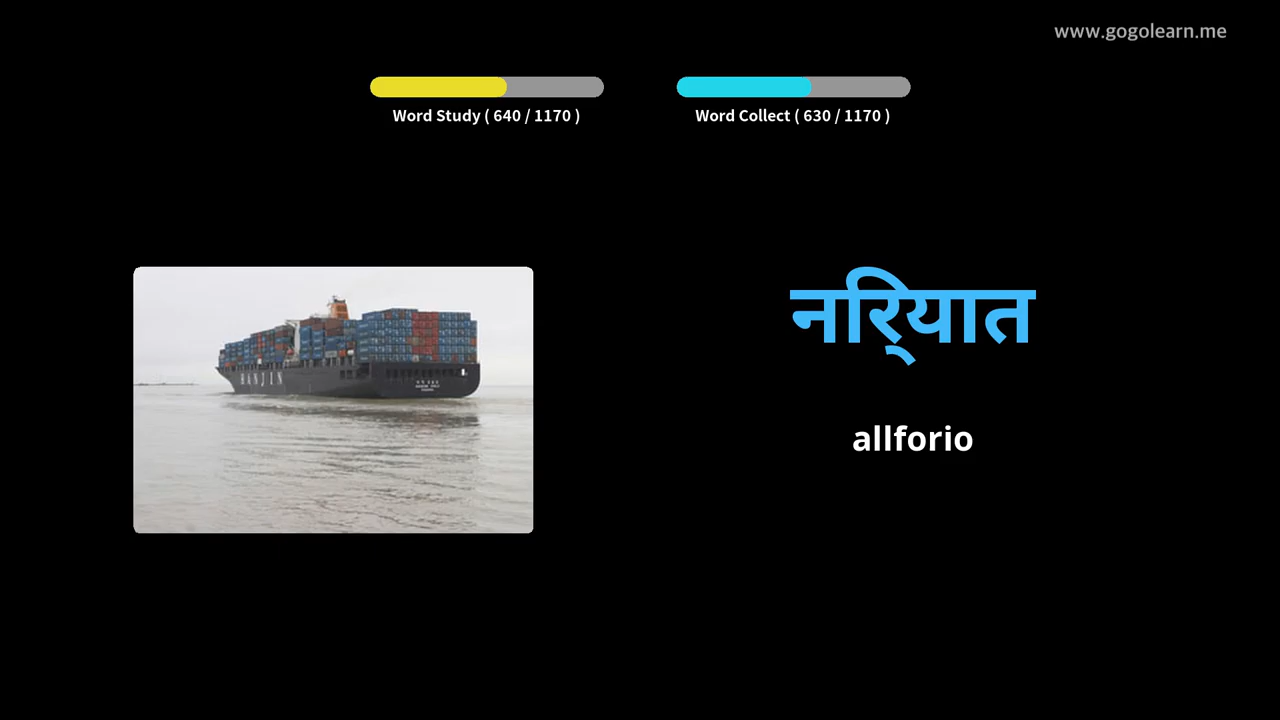 www.gogolearn.me
Word Study ( 640 / 1170 )
Word Collect ( 630 / 1170 )
निर्यात
allforio
HANJIN